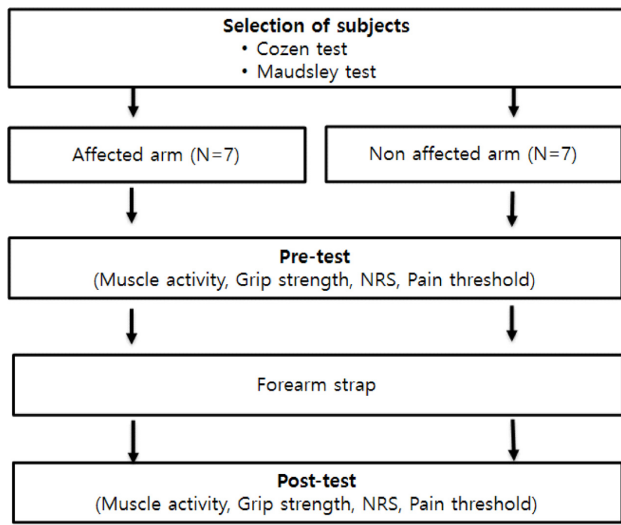 Selection of subjects
• Cozen test
• Maudsley test
Affected arm (N=7)
Non affected arm (N=7)
Pre-test
(Muscle activity, Grip strength, NRS, Pain threshold)
Forearm strap
Post-test
(Muscle activity, Grip strength, NRS, Pain threshold)